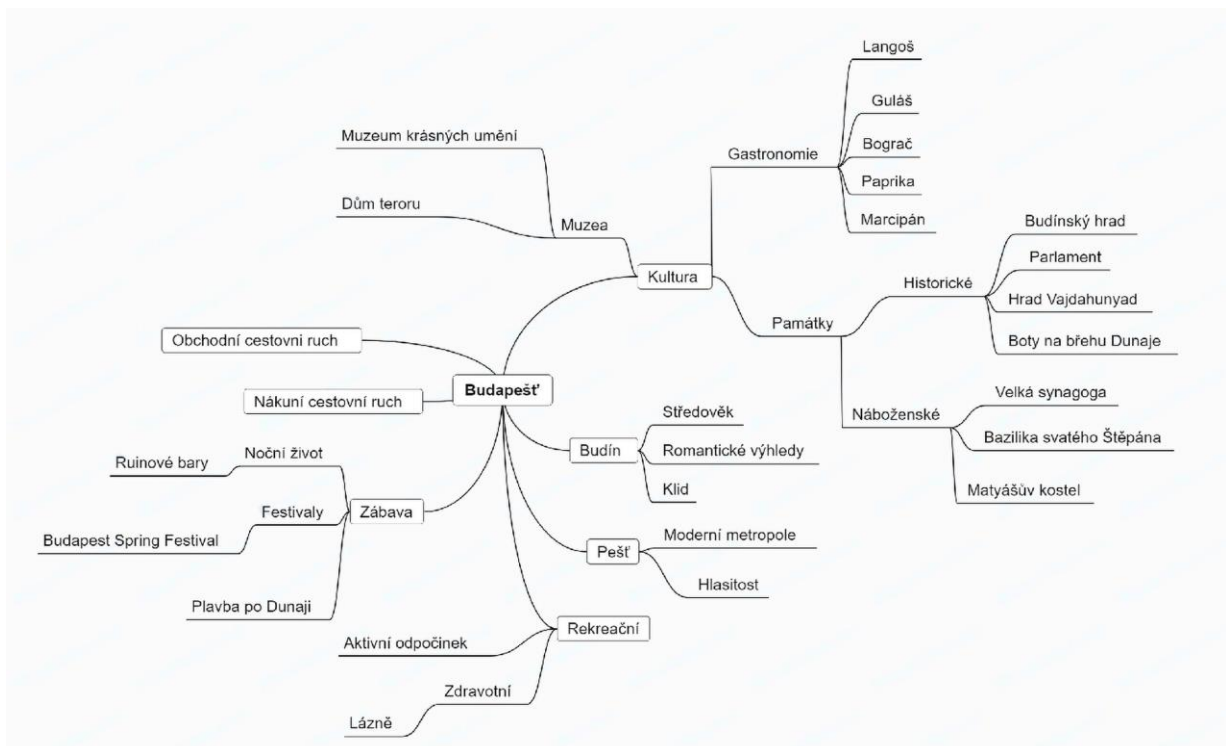 Langoš
Guláš
Muzeum krásných umění
Bograč
Gastronomie
Paprika
Dům teroru
Marcipán
Muzea
Budínský hrad
Parlament
Kultura
Historické
Hrad Vajdahunyad
Památky
Obchodní cestovni ruch
Boty na břehu Dunaje
Budapešť
Velká synagoga
Nákuní cestovní ruch
Středověk
Náboženské
Bazilika svatého Štěpána
Budín
Romantické výhledy
Noční život
Ruinové bary
Klid
Matyášův kostel
Festivaly
Zábava
Budapest Spring Festival
Moderní metropole
Pešť
Hlasitost
Plavba po Dunaji
Rekreační
Aktivní odpočinek
Zdravotní
Lázně